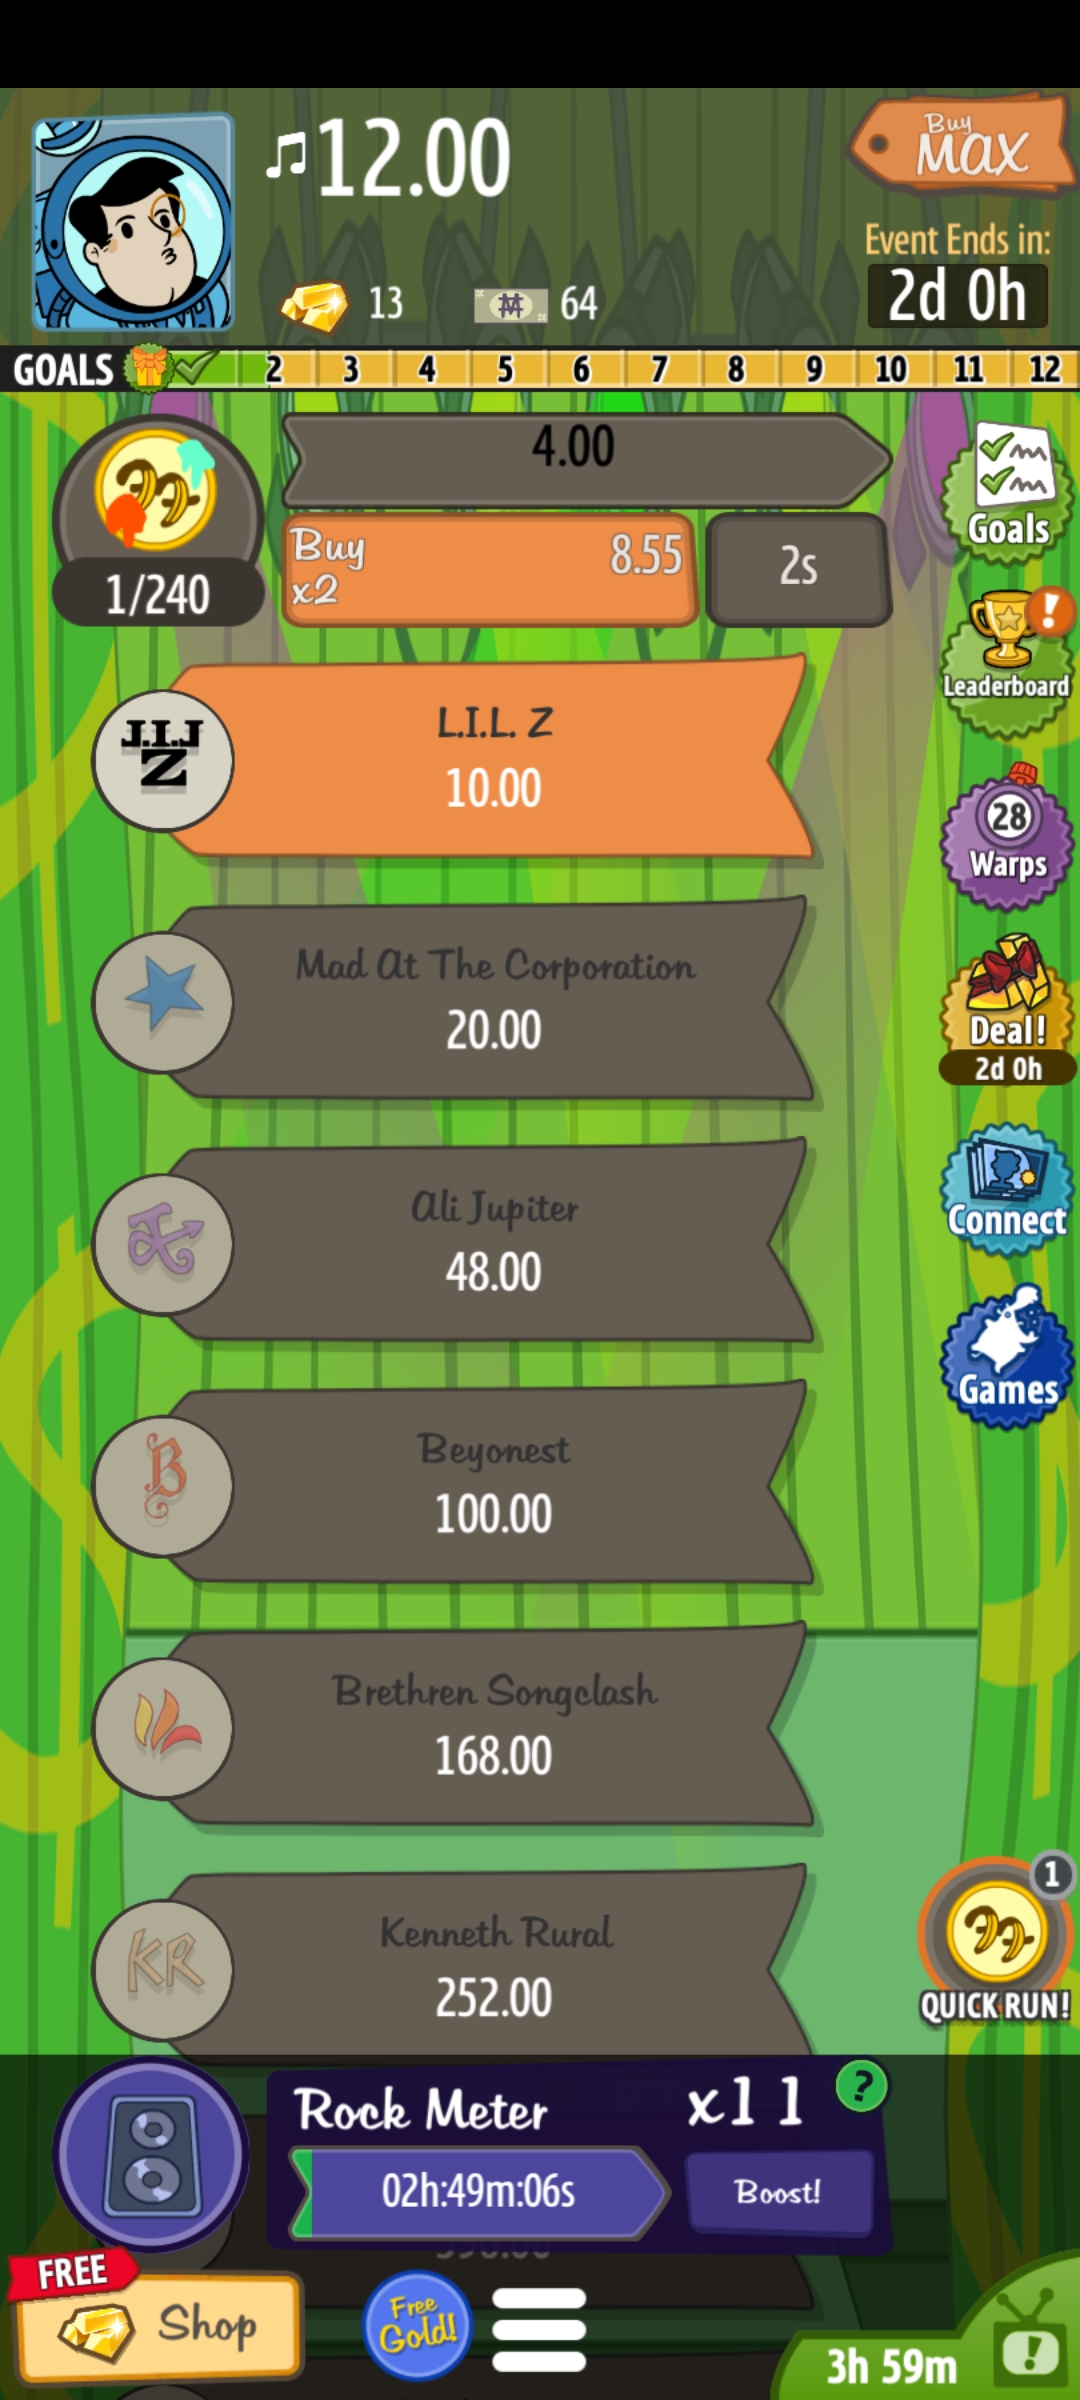 12.00
Buy
MAX
13
64
Event Ends in:
2d 0h
GOALS
2 3 4 5 6 7 8 9 10 11 12
4.00
Buy
x2
8.55
2s
1/240
Goals
Leaderboard
L.I.L.
Z
L.I.L. Z
10.00
28
Warps
Mad At The Corporation
20.00
Deal!
2d 0h
Ali Jupiter
48.00
Connect
Games
B
Beyonest
100.00
Brethren Songclash
168.00
KR
Kenneth Rural
252.00
1
QUICK RUN!
Rock Meter
x11
?
02h:49m:06s
Boost!
FREE
Shop
Free
Gold!
3h 59m
!